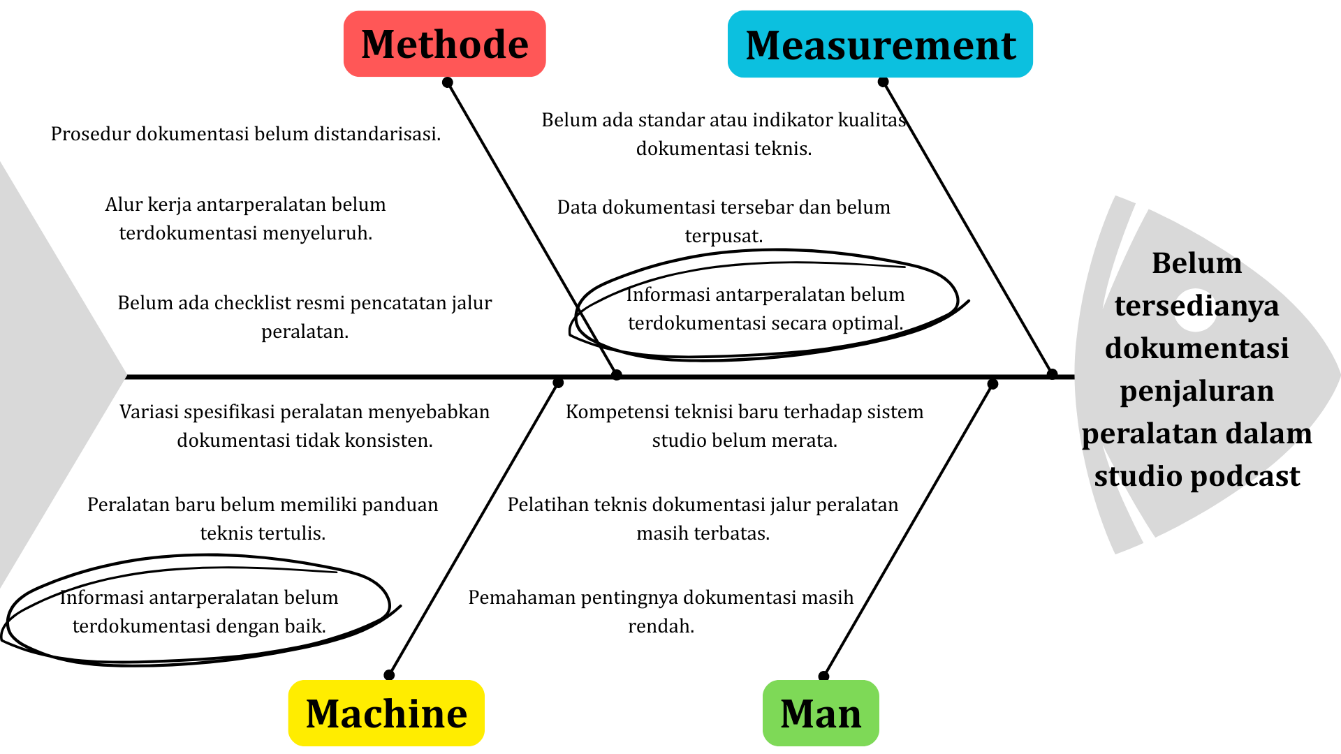 Methode
Measurement
Prosedur dokumentasi belum distandarisasi.
Alur kerja antarperalatan belum
terdokumentasi menyeluruh.
Belum ada checklist resmi pencatatan jalur
peralatan.
Belum ada standar atau indikator kualitas
dokumentasi teknis.
Data dokumentasi tersebar dan belum
terpusat.
Informasi antarperalatan belum
terdokumentasi secara optimal.
Variasi spesifikasi peralatan menyebabkan
dokumentasi tidak konsisten.
Peralatan baru belum memiliki panduan
teknis tertulis.
Informasi antarperalatan belum
terdokumentasi dengan baik.
Kompetensi teknisi baru terhadap sistem
studio belum merata.
Pelatihan teknis dokumentasi jalur peralatan
masih terbatas.
Pemahaman pentingnya dokumentasi masih
rendah.
Machine
Man
Belum
tersedianya
dokumentasi
penjaluran
peralatan dalam
studio podcast